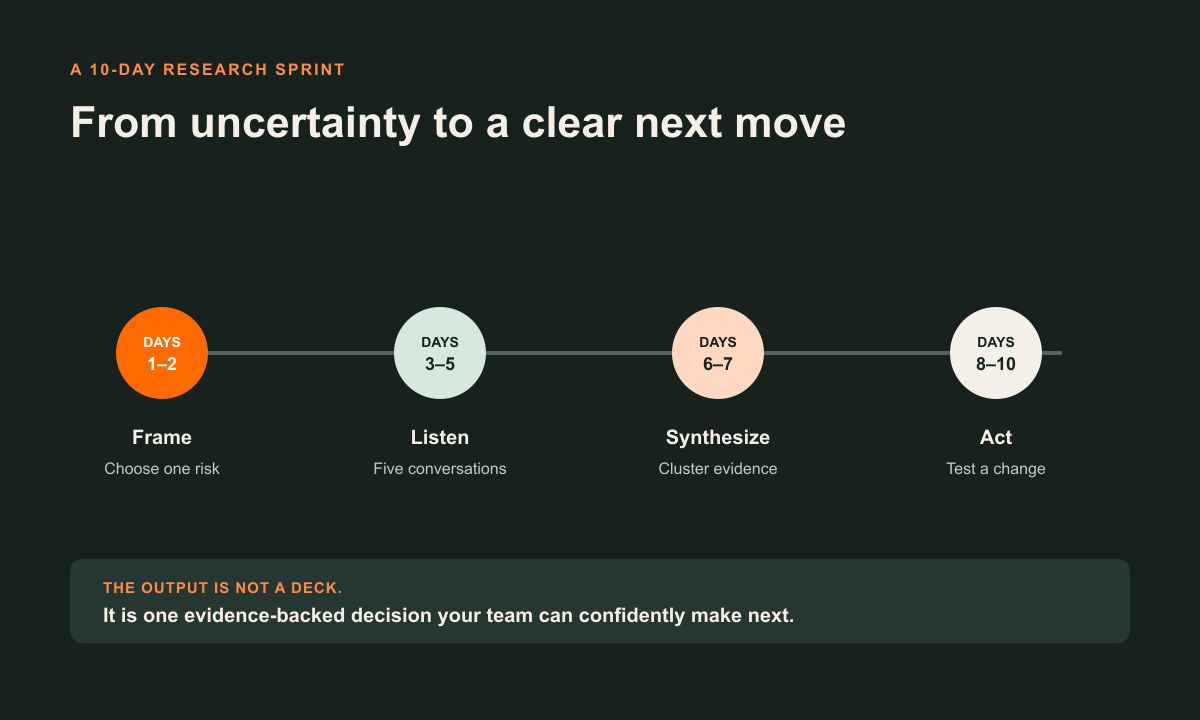 A 10-DAY RESEARCH SPRINT
From uncertainty to a clear next move
DAYS
1–2
DAYS
3–5
DAYS
6–7
DAYS
8–10
Frame
Choose one risk
Listen
Five conversations
Synthesize
Cluster evidence
Act
Test a change
THE OUTPUT IS NOT A DECK.
It is one evidence-backed decision your team can confidently make next.